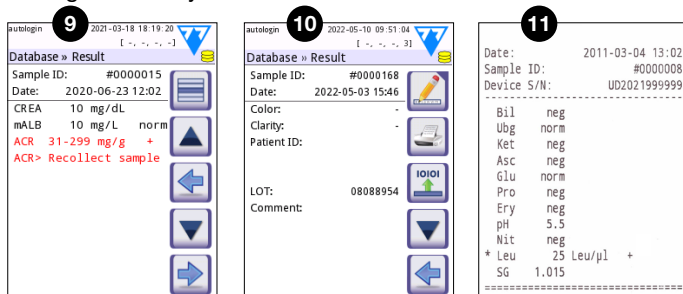 9
autologin 2021-03-18 18:19:20
[ -, -, -, -]
Database » Result
Sample ID: #0000015
Date: 2020-06-23 12:02
CREA 10 mg/dL
mALB 10 mg/L norm
ACR 31-299 mg/g +
ACR> Recollect sample
10
autologin 2022-05-10 09:51:04
[ -, -, -, 3]
Database » Result
Sample ID: #0000168
Date: 2022-05-03 15:46
Color: -
Clarity: -
Patient ID:
LOT: 08088954
Comment:
IOIOI
11
Date: 2011-03-04 13:02
Sample ID: #0000008
Device S/N: UD2021999999
Bil neg
Ubg norm
Ket neg
Asc neg
Glu norm
Pro neg
Ery neg
pH 5.5
Nit neg
* Leu 25 Leu/µl +
SG 1.015